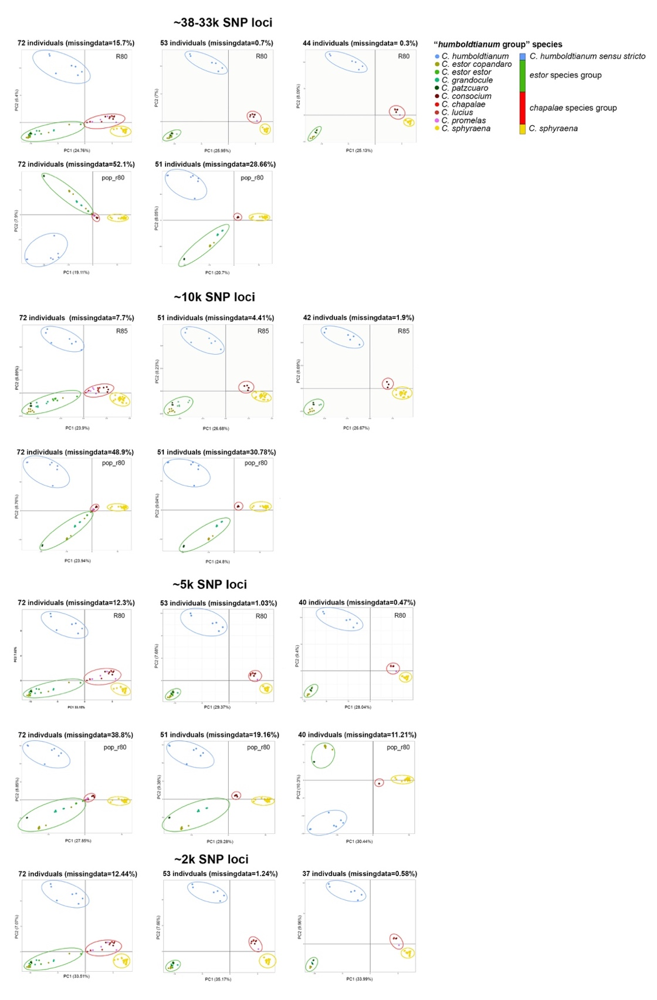 ~38-33k SNP loci
72 individuals (missingdata=15.7%)
53 individuals (missingdata=0.7%)
44 individuals (missingdata= 0.3%)
R80
R80
R80
PC2 (6.4%)
PC2 (7%)
PC2 (8.09%)
PC1 (24.76%)
PC1 (25.95%)
PC1 (25.13%)
“humboldtianum group” species
C. humboldtianum
C. estor copandaro
C. estor estor
C. grandocule
C. patzcuaro
C. consocium
C. chapalae
C. lucius
C. promelas
C. sphyraena
C. humboldtianum sensu stricto
estor species group
chapalae species group
C. sphyraena
72 individuals (missingdata=52.1%)
51 individuals (missingdata=28.66%)
pop_r80
pop_r80
PC2 (7.9%)
PC2 (8.05%)
PC1 (19.11%)
PC1 (20.7%)
~10k SNP loci
72 individuals (missingdata=7.7%)
51 individuals (missingdata=4.41%)
42 indivduals (missingdata=1.9%)
R85
R85
R85
PC2 (6.89%)
PC2 (8.23%)
PC2 (8.69%)
PC1 (23.9%)
PC1 (26.68%)
PC1 (26.67%)
72 individuals (missingdata=48.9%)
51 indivduals (missingdata=30.78%)
pop_r80
pop_r80
PC2 (8.76%)
PC2 (9.04%)
PC1 (23.94%)
PC1 (24.8%)
~5k SNP loci
72 individuals (missingdata=12.3%)
53 individuals (missingdata=1.03%)
40 individuals (missingdata=0.47%)
R80
R80
R80
PC2 (7.68%)
PC2 (9.4%)
PC1 33.15%
PC1 (29.37%)
PC1 (28.04%)
72 indivduals (missingdata=38.8%)
51 individuals (missingdata=19.16%)
40 indivduals (missingdata=11.21%)
pop_r80
pop_r80
pop_r80
PC2 (8.85%)
PC2 (9.38%)
PC2 (10.3%)
PC1 (27.85%)
PC1 (29.28%)
PC1 (30.44%)
~2k SNP loci
72 individuals (missingdata=12.44%)
53 indivduals (missingdata=1.24%)
37 individuals (missingdata=0.58%)
PC2 (7.07%)
PC2 (7.66%)
PC2 (9.96%)
PC1 (33.51%)
PC1 (35.17%)
PC1 (33.99%)